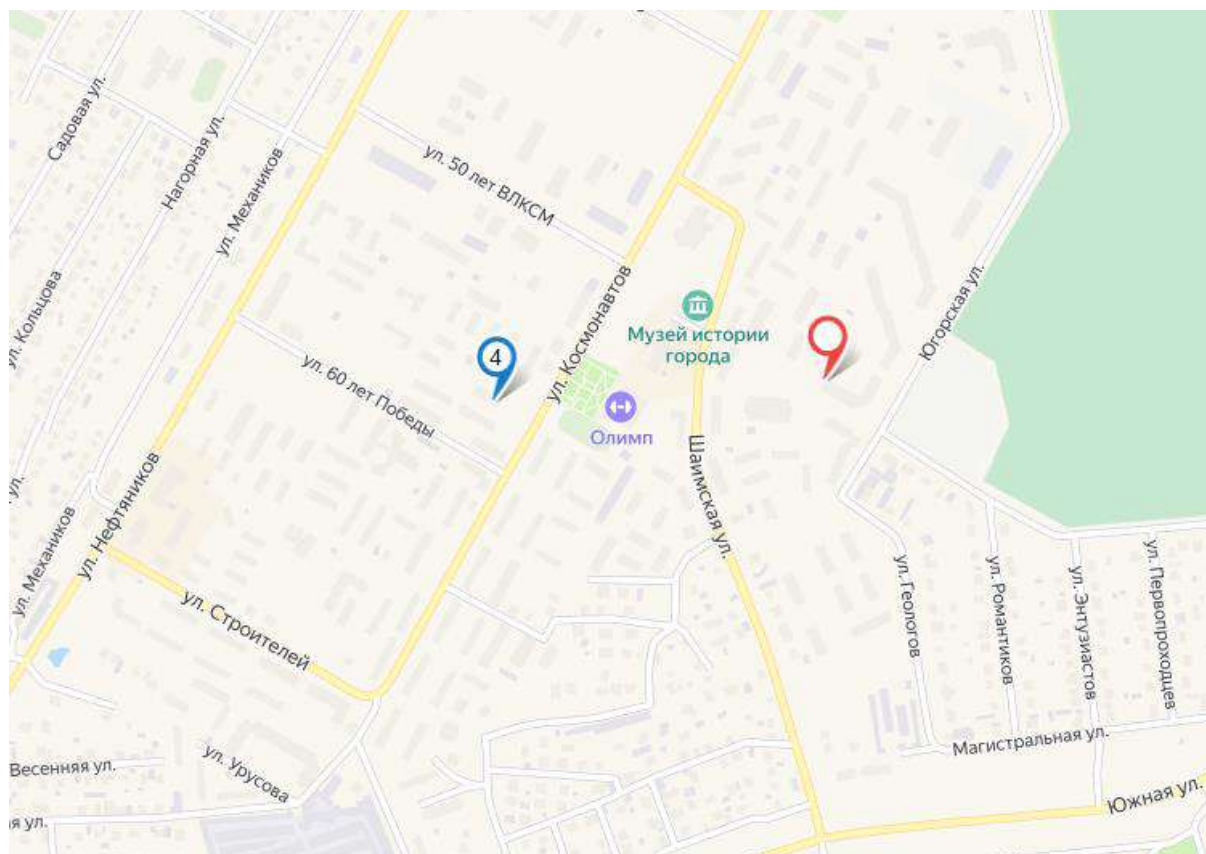 Садовая ул.
Нагорная ул.
ул. Механиков
ул. 50 лет ВЛКСМ
ул. Кольцова
ул. Космонавтов
Югорская ул.
Музей истории
города
4
ул. 60 лет Победы
Олимп
ул.
ул. Нефтяников
Шаимская ул.
ул. Механиков
ул. Строителей
ул. Геологов
ул. Романтиков
ул. Энтузиастов
ул. Первопроходцев
Магистральная ул.
Весенняя ул.
ул. Урусова
Южная ул.
я ул.